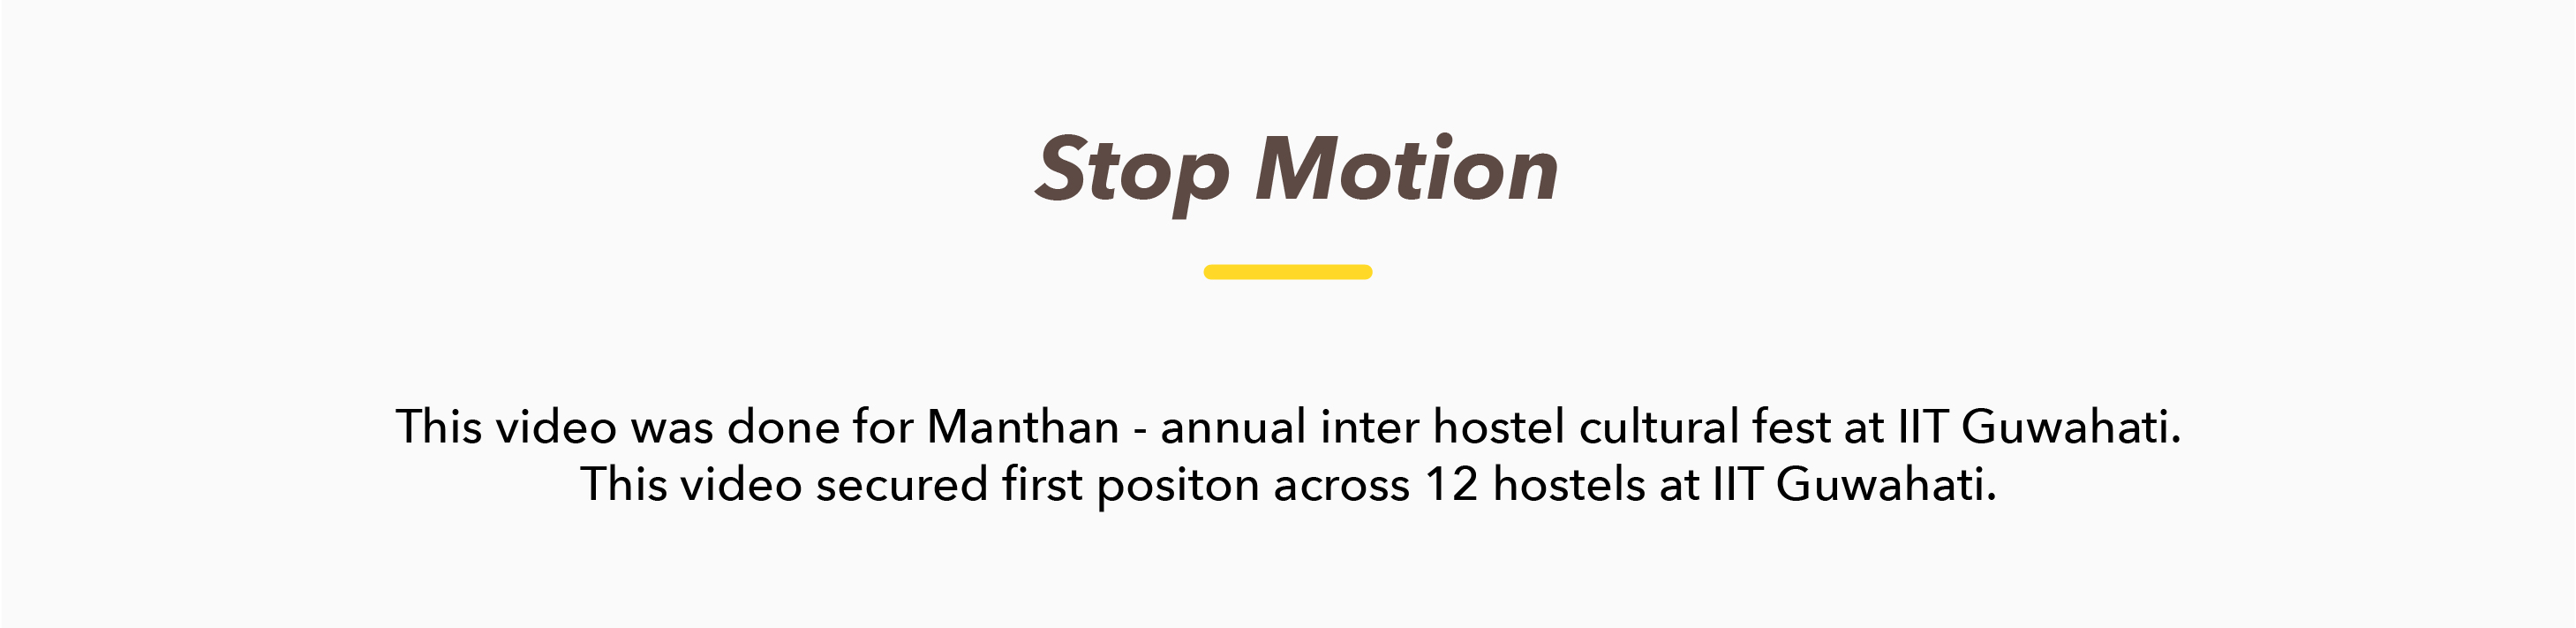 Stop Motion
This video was done for Manthan - annual inter hostel cultural fest at IIT Guwahati.
This video secured first positon across 12 hostels at IIT Guwahati.